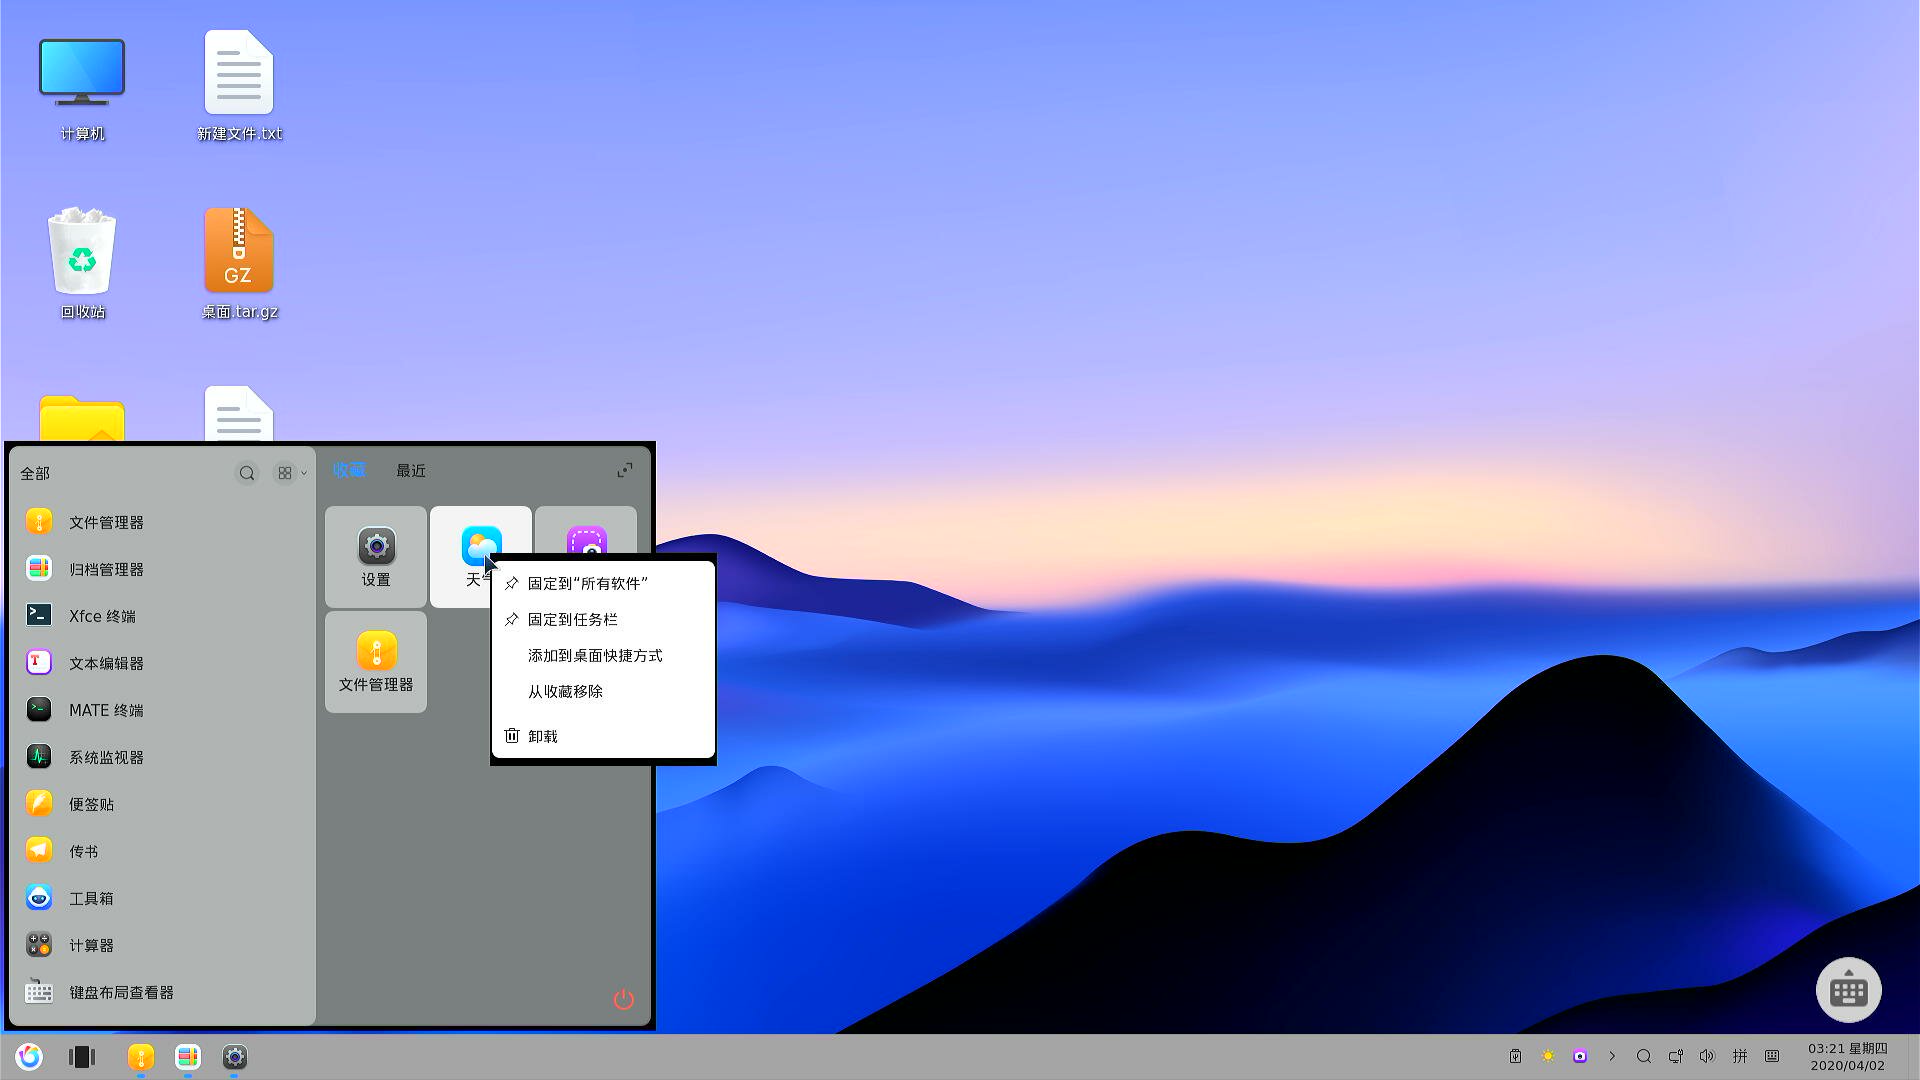 计算机
新建文件.txt
回收站
GZ
桌面.tar.gz
全部
文件管理器
归档管理器
Xfce 终端
文本编辑器
MATE 终端
系统监视器
便签贴
传书
工具箱
计算器
键盘布局查看器
收藏
最近
设置
天
文件管理器
固定到“所有软件”
固定到任务栏
添加到桌面快捷方式
从收藏移除
卸载
拼
03:21 星期四
2020/04/02